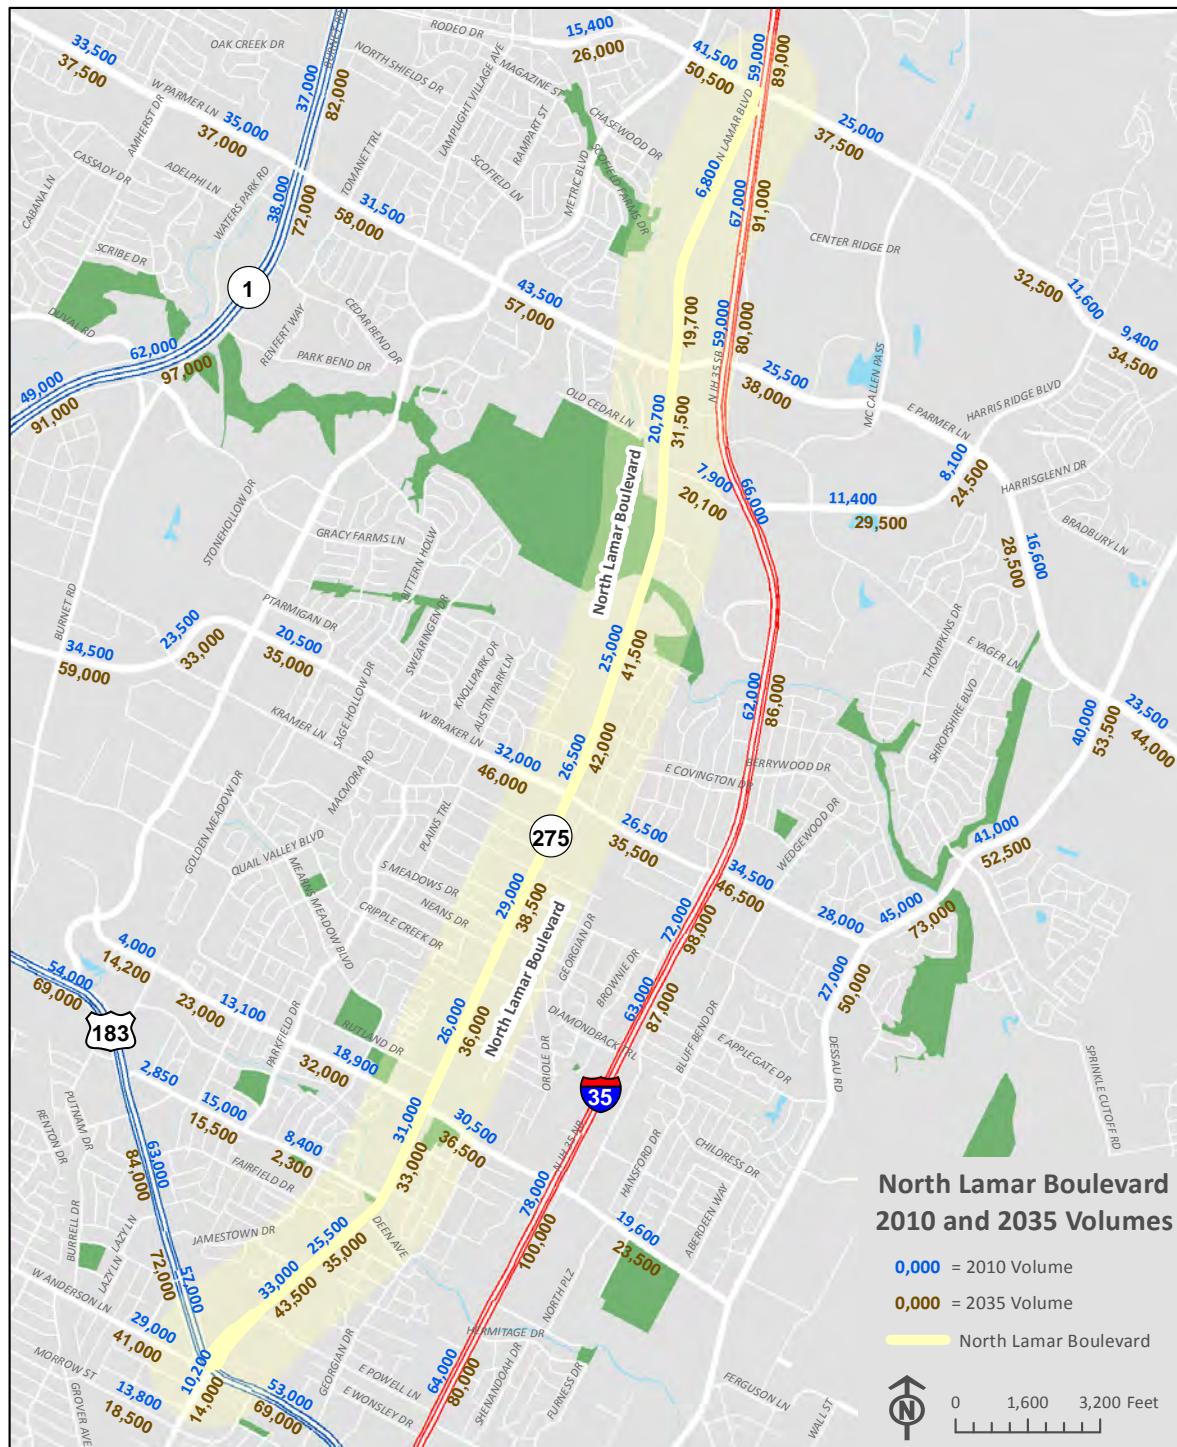 RODEO DR
15,400
26,000
BURNET RD
33,500
37,500
OAK CREEK DR
NORTH SHIELDS DR
LAMPLIGHT VILLAGE AVE
MAGAZINE ST
41,500
50,500
59,000
89,000
37,000
82,000
W PARMER LN
AMHERST DR
35,000
37,000
RAMPART ST
CHASEWOOD DR
N LAMAR BLVD
25,000
37,500
CASSADY DR
ADELPHI LN
TOMANET TRL
SCOFIELD LN
METRIC BLVD
SCOFIELD FARMS DR
6,800
CABANA LN
WATERS PARK RD
38,000
72,000
31,500
58,000
67,000
91,000
SCRIBE DR
CENTER RIDGE DR
1
43,500
57,000
32,500
11,600
DUVAL RD
REN FERT WAY
CEDAR BEND DR
19,700
59,000
80,000
9,400
34,500
62,000
97,000
PARK BEND DR
N IH 35 SB
25,500
38,000
MC CALLEN PASS
49,000
91,000
OLD CEDAR LN
20,700
31,500
E PARMER LN
HARRIS RIDGE BLVD
North Lamar Boulevard
7,900
20,100
66,000
11,400
29,500
8,100
24,500
HARRISGLENN DR
STONEHOLLOW DR
GRACY FARMS LN
BITTERN HOLW
BRADBURY LN
16,600
28,500
BURNET RD
PTARMIGAN DR
SWEARINGEN DR
23,500
33,000
20,500
35,000
34,500
59,000
KNOLLPARK DR
AUSTIN PARK LN
25,000
41,500
THOMPKINS DR
E YAGER LN
SAGE HOLLOW DR
KRAMER LN
W BRAKER LN
62,000
86,000
SHROPSHIRE BLVD
40,000
53,500
23,500
44,000
32,000
46,000
26,500
42,000
BERRYWOOD DR
E COVINGTON DR
MACMORA RD
GOLDEN MEADOW DR
PLAINS TRL
275
26,500
35,500
WEDGEWOOD DR
QUAIL VALLEY BLVD
MEARNS MEADOW BLVD
S MEADOWS DR
NEANS DR
CRIPPLE CREEK DR
34,500
46,500
41,000
52,500
29,000
38,500
North Lamar Boulevard
GEORGIAN DR
28,000
45,000
73,000
4,000
14,200
72,000
98,000
BROWNIE DR
54,000
69,000
183
13,100
23,000
RUTLAND DR
26,000
36,000
63,000
87,000
27,000
50,000
DIAMONDBACK TRL
BLUFF BEND DR
E APPLEGATE DR
DESSAU RD
PARKFIELD DR
18,900
32,000
ORIOLE DR
35
SPRINKLE CUTOFF RD
2,850
15,000
15,500
PUTNAM DR
RENTON DR
31,000
33,000
30,500
36,500
N IH 35 NB
HANSFORD DR
CHILDRESS DR
8,400
2,300
FAIRFIELD DR
63,000
84,000
78,000
100,000
ABERDEEN WAY
19,600
23,500
BURRELL DR
LAZY LN
LAZY LN
JAMESTOWN DR
DEEN AVE
25,500
35,000
W ANDERSON LN
72,000
57,000
33,000
43,500
NORTH PLZ
29,000
41,000
HERMITAGE DR
MORROW ST
GROVER AVE
13,800
18,500
10,200
14,000
53,000
69,000
GEORGIAN DR
E POWELL LN
E WONSLEY DR
64,000
80,000
SHENANDOAH DR
FURNESS DR
FERGUSON LN
WALL ST
North Lamar Boulevard
2010 and 2035 Volumes
0,000 = 2010 Volume
0,000 = 2035 Volume
North Lamar Boulevard
N
0 1,600 3,200 Feet